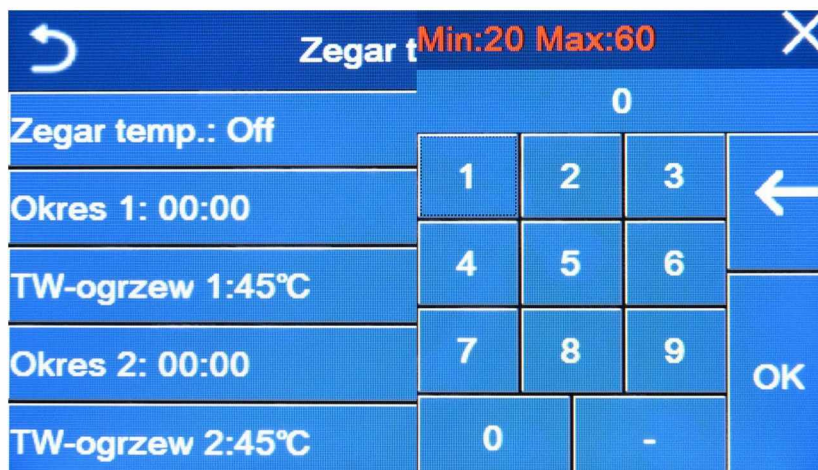 Zegar t
Min:20 Max:60
0
Zegar temp.: Off
Okres 1: 00:00
TW-ogrzew 1:45℃
Okres 2: 00:00
TW-ogrzew 2:45℃
1 2 3
4 5 6
7 8 9
OK
0 -